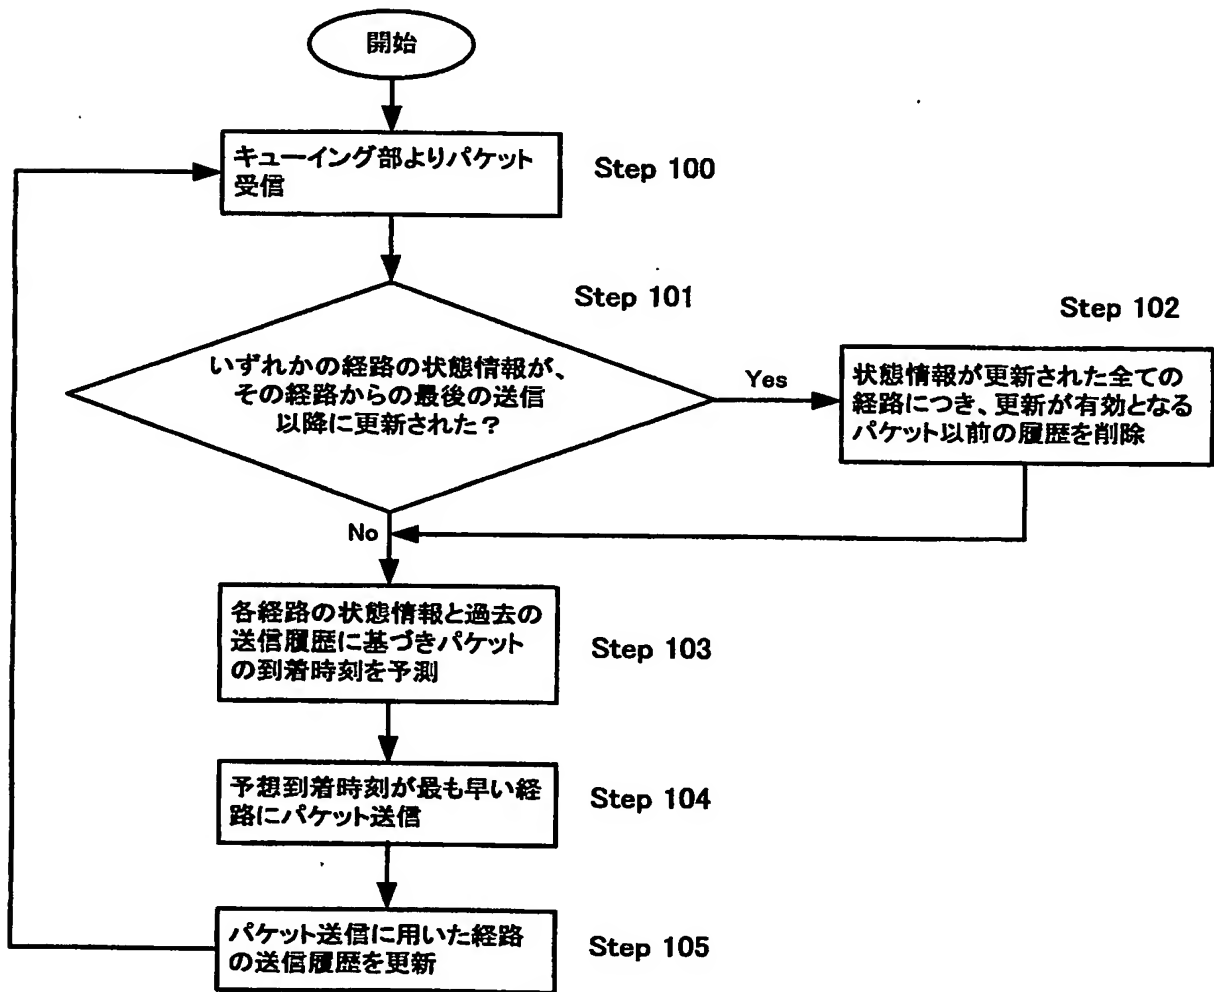 開始
キューイング部よりパケット
受信
Step 100
Step 101
いずれかの経路の状態情報が、
その経路からの最後の送信
以降に更新された？
Yes
Step 102
状態情報が更新された全ての
経路につき、更新が有効となる
パケット以前の履歴を削除
No
各経路の状態情報と過去の
送信履歴に基づきパケット
の到着時刻を予測
Step 103
予想到着時刻が最も早い経
路にパケット送信
Step 104
パケット送信に用いた経路
の送信履歴を更新
Step 105